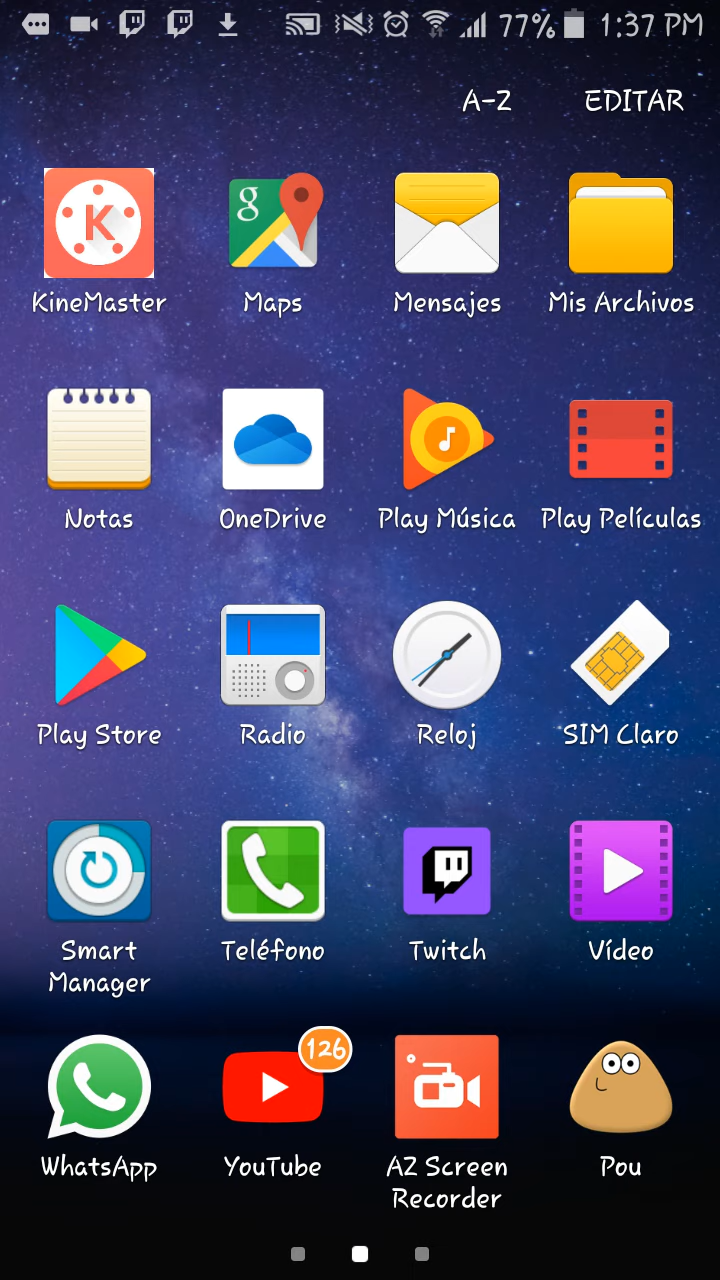 77% 1:37 PM
A-Z EDITAR
K
g
KineMaster Maps Mensajes Mis Archivos
Notas OneDrive Play Música Play Películas
Play Store Radio Reloj SIM Claro
Smart Manager Teléfono Twitch Vídeo
126
WhatsApp YouTube AZ Screen Recorder Pou